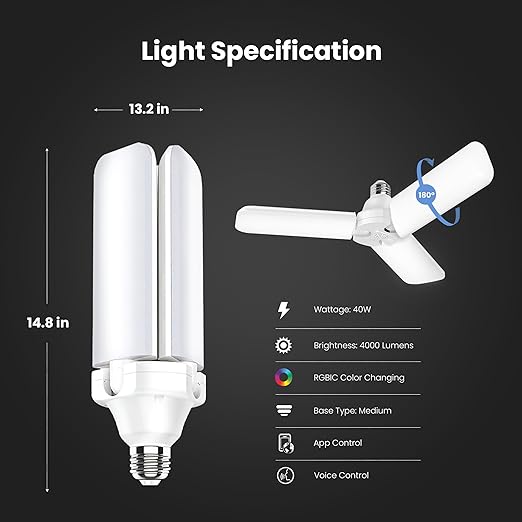 Light Specification
13.2 in
14.8 in
180°
Wattage: 40W
Brightness: 4000 Lumens
RGBIC Color Changing
Base Type: Medium
App Control
Voice Control